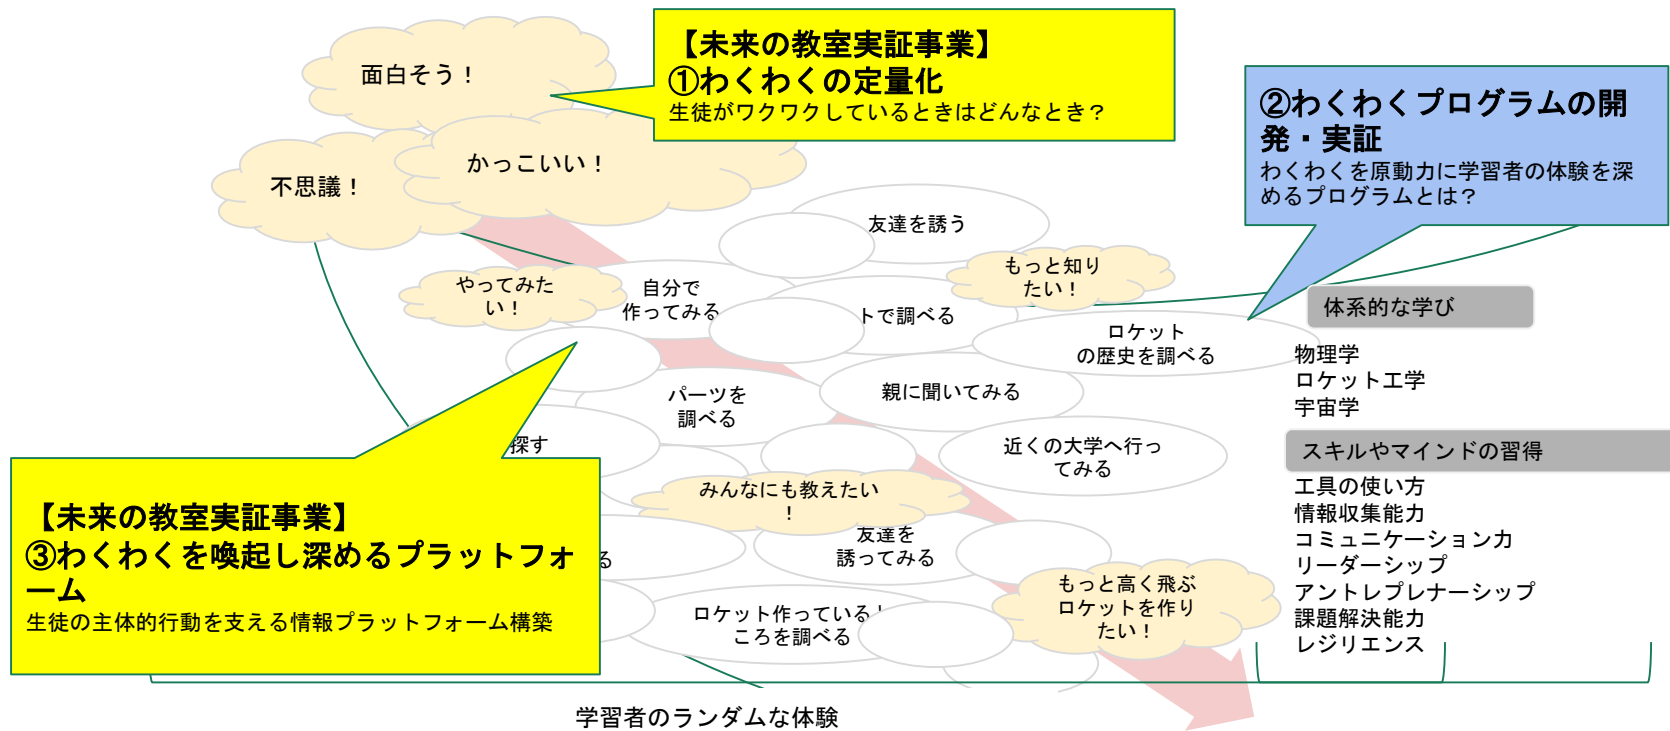 面白そう！
【未来の教室実証事業】
①わくわくの定量化
生徒がワクワクしているときはどんなとき？
②わくわくプログラムの開
発・実証
わくわくを原動力に学習者の体験を深
めるプログラムとは？
かっこいい！
不思議！
友達を誘う
もっと知り
たい！
やってみた
い！
自分で
作ってみる
トで調べる
ロケット
の歴史を調べる
体系的な学び
物理学
ロケット工学
宇宙学
パーツを
調べる
親に聞いてみる
探す
近くの大学へ行っ
てみる
スキルやマインドの習得
工具の使い方
情報収集能力
コミュニケーション力
リーダーシップ
アントレプレナーシップ
課題解決能力
レジリエンス
みんなにも教えたい
！
【未来の教室実証事業】
③わくわくを喚起し深めるプラットフォ
ーム
生徒の主体的行動を支える情報プラットフォーム構築
る
友達を
誘ってみる
もっと高く飛ぶ
ロケットを作り
たい！
ロケット作っている
ころを調べる
学習者のランダムな体験